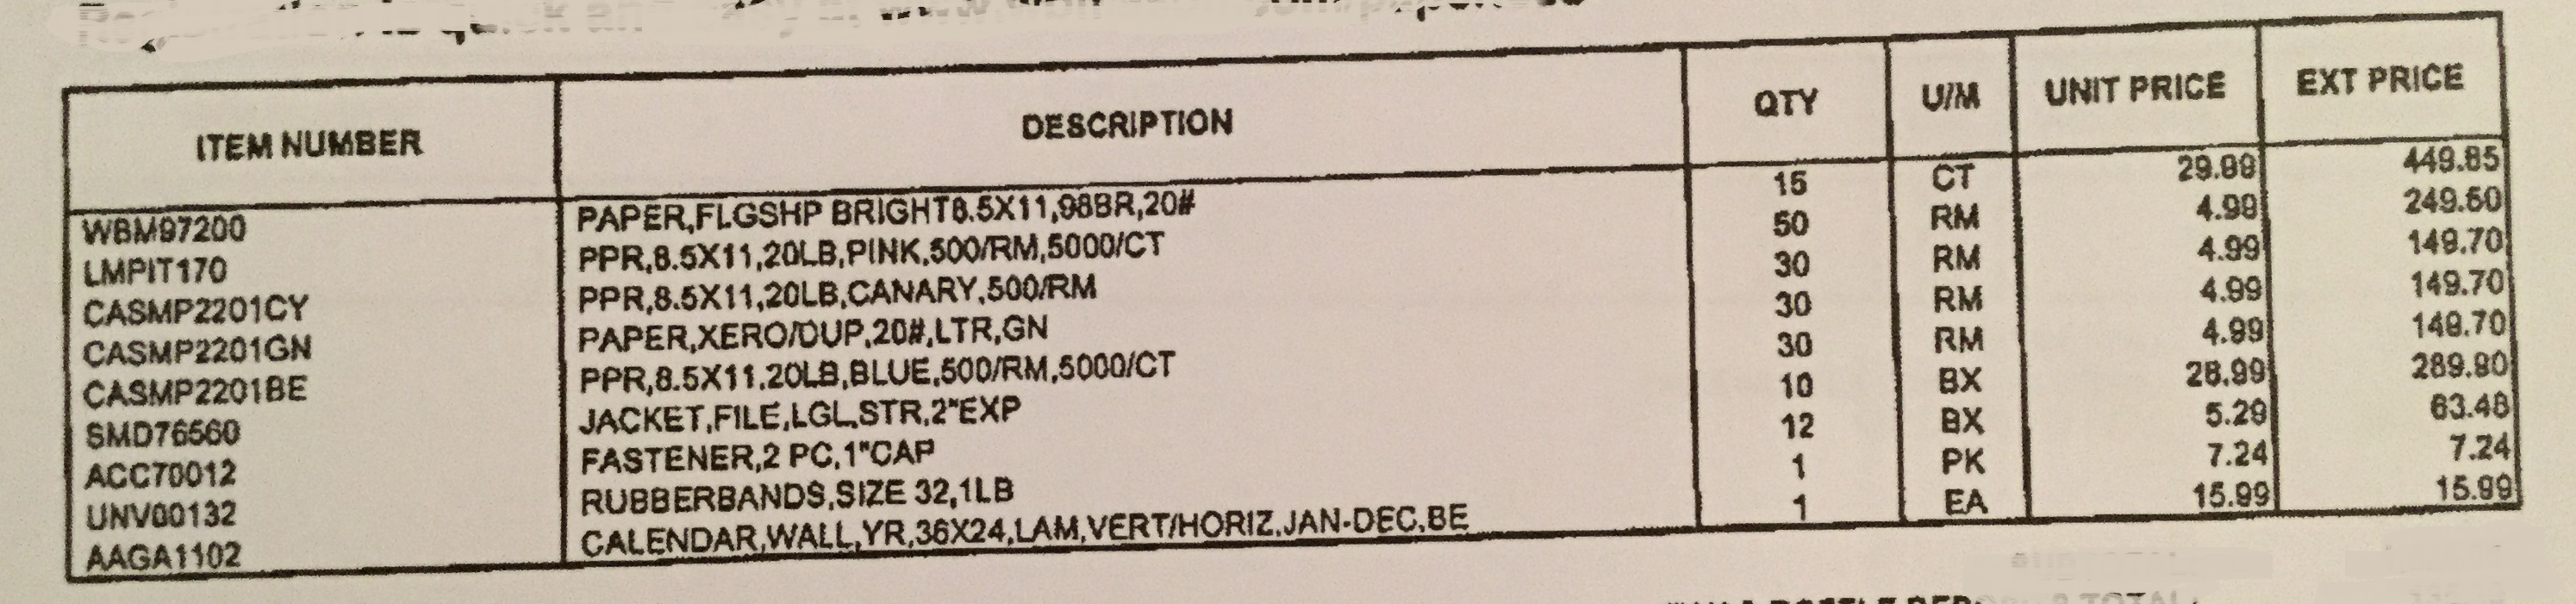 ITEM NUMBER DESCRIPTION QTY U/M UNIT PRICE EXT PRICE
WBM97200 PAPER,FLGSHP BRIGHT8.5X11,98BR,20# 15 CT 29.99 449.85
LMPIT170 PPR,8.5X11,20LB,PINK,500/RM,5000/CT 50 RM 4.99 249.50
CASMP2201CY PPR,8.5X11,20LB,CANARY,500/RM 30 RM 4.99 149.70
CASMP2201GN PAPER,XERO/DUP,20#,LTR,GN 30 RM 4.99 149.70
CASMP2201BE PPR,8.5X11,20LB,BLUE,500/RM,5000/CT 30 RM 4.99 149.70
SMD76560 JACKET,FILE,LGL,STR,2"EXP 10 BX 28.99 289.90
ACC70012 FASTENER,2 PC,1"CAP 12 BX 5.29 63.48
UNV00132 RUBBERBANDS,SIZE 32,1LB 1 PK 7.24 7.24
AAGA1102 CALENDAR,WALL,YR,36X24,LAM,VERT/HORIZ,JAN-DEC,BE 1 EA 15.99 15.99
TOTAL